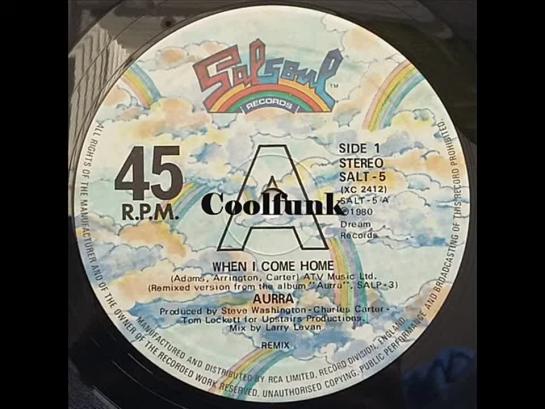 Salsoul TM
RECORDS
45
R.P.M.
A
SIDE 1
STEREO
SALT-5
(XC 2412)
SALT-5 A
©1980
Dream
Records
Coolfunk
WHEN I COME HOME
(Adams, Arrington, Carter) ATV Music Ltd.
(Remixed version from the album "Aurra", SALP-3)
AURRA
Produced by Steve Washington-Charles Carter-
Tom Lockett for Upstairs Productions.
Mix by Larry Levan
REMIX
ALL RIGHTS OF THE MANUFACTURER AND OF THE OWNER OF THE RECORDED WORK RESERVED. UNAUTHORISED COPYING, PUBLIC PERFORMANCE AND BROADCASTING OF THIS RECORD PROHIBITED.
MANUFACTURED AND DISTRIBUTED BY RCA LIMITED, RECORD DIVISION, ENGLAND